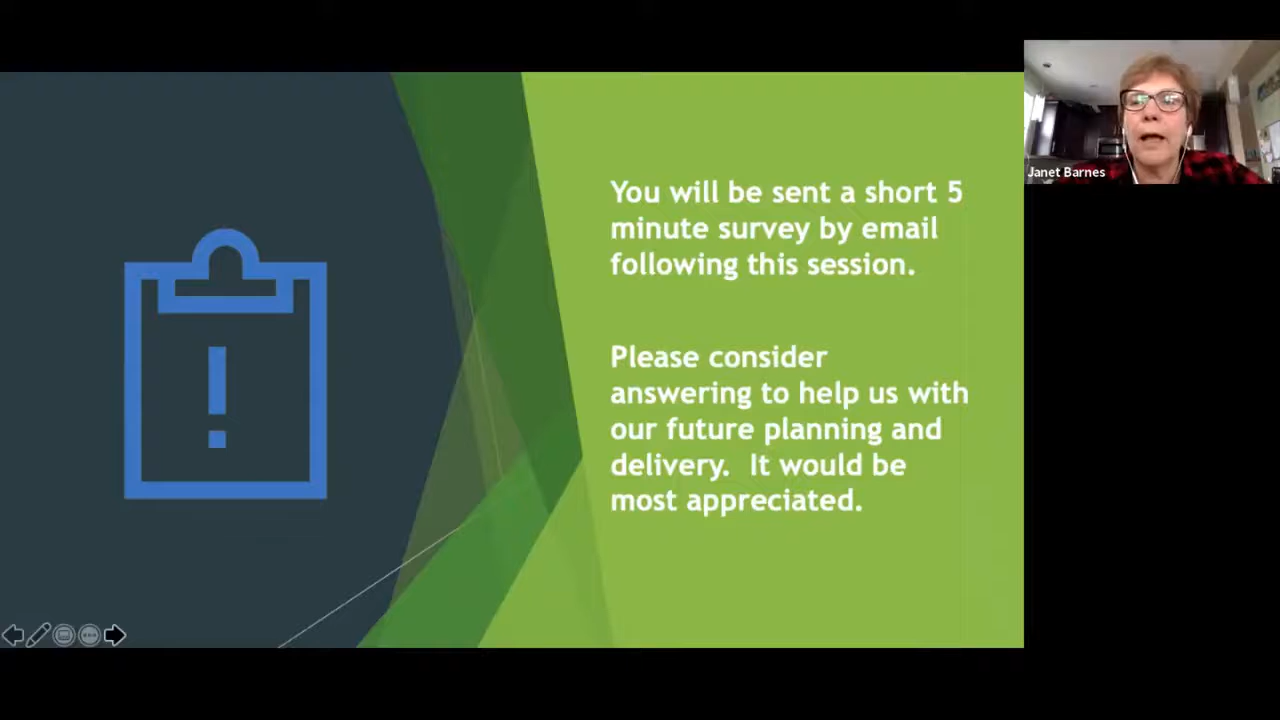 You will be sent a short 5
minute survey by email
following this session.
Please consider
answering to help us with
our future planning and
delivery.  It would be
most appreciated.
Janet Barnes